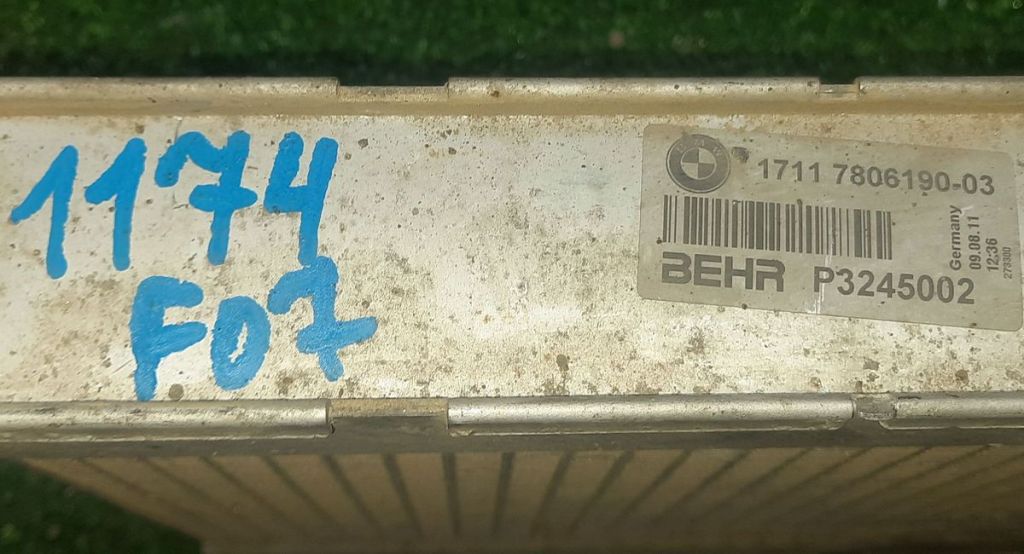 1174
F07
1711 7806190-03
BEHR P3245002
Germany
09.08.11
12:36
273300